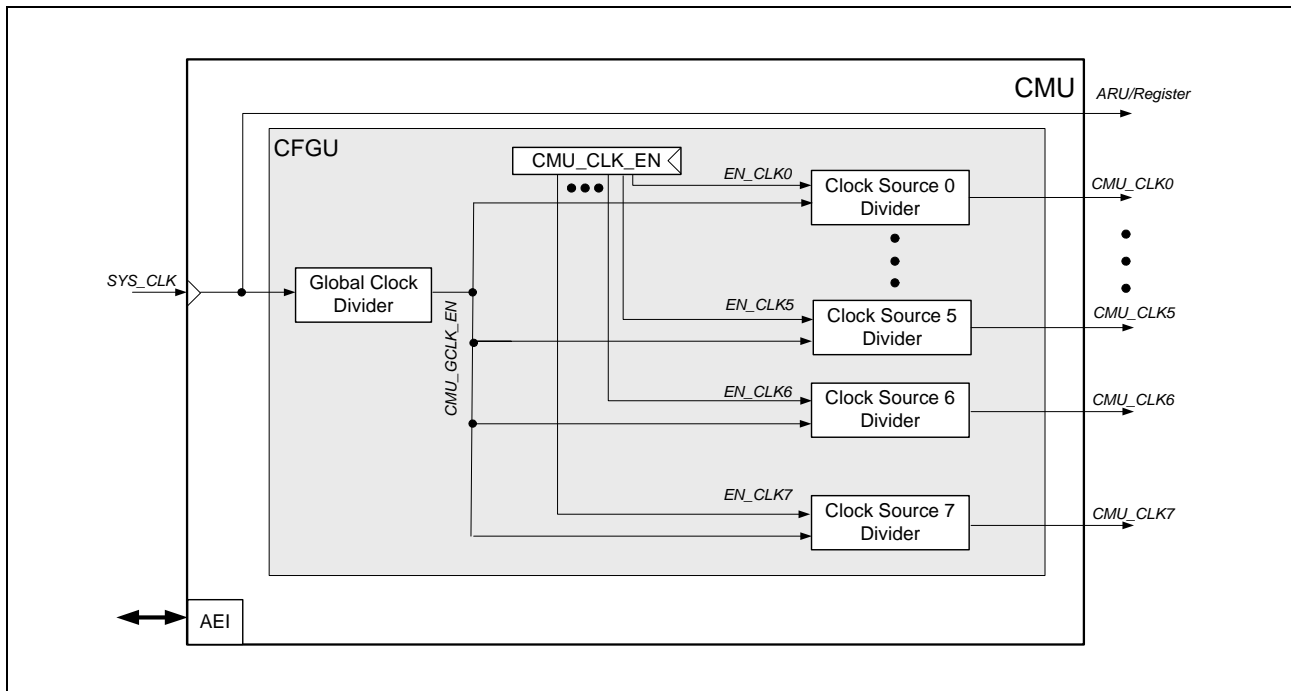 CMU
ARU/Register
CFGU
CMU_CLK_EN
EN_CLK0
Clock Source 0
Divider
CMU_CLK0
SYS_CLK
Global Clock
Divider
CMU_GCLK_EN
EN_CLK5
Clock Source 5
Divider
CMU_CLK5
EN_CLK6
Clock Source 6
Divider
CMU_CLK6
EN_CLK7
Clock Source 7
Divider
CMU_CLK7
AEI